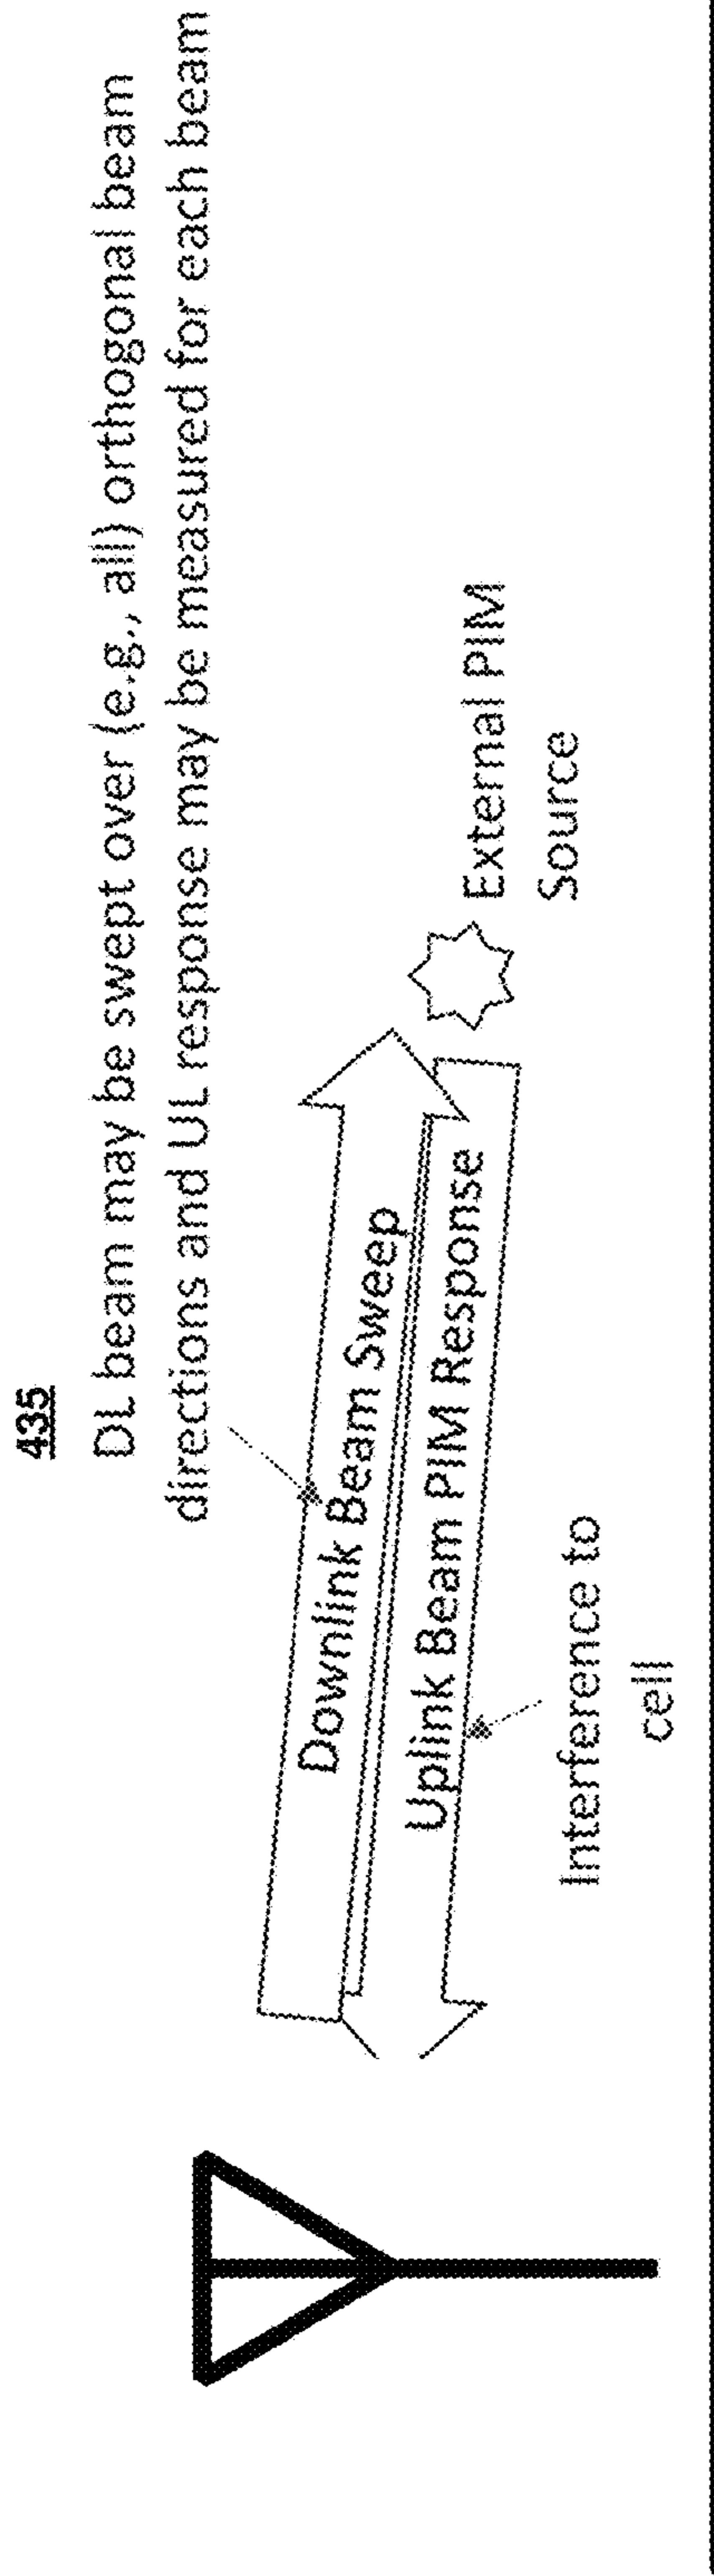 435
DL beam may be swept over (e.g., all) orthogonal beam
directions and UL response may be measured for each beam
Downlink Beam Sweep
Uplink Beam PIM Response
External PIM
Source
Interference to
cell